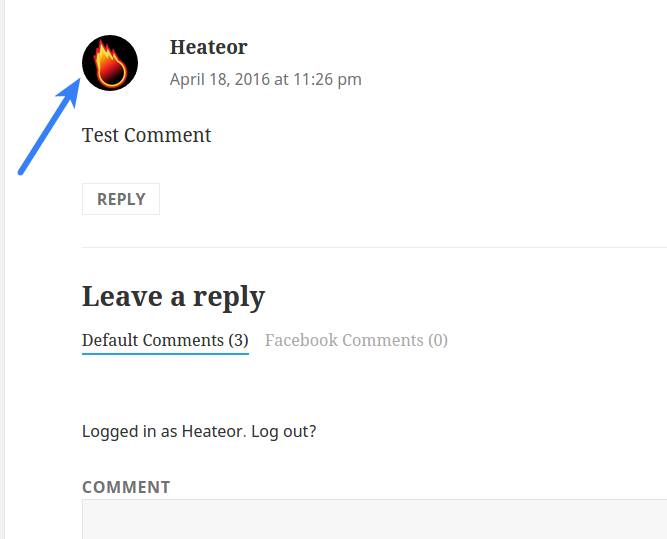 Heateor
April 18, 2016 at 11:26 pm
Test Comment
REPLY
Leave a reply
Default Comments (3) Facebook Comments (0)
Logged in as Heateor. Log out?
COMMENT